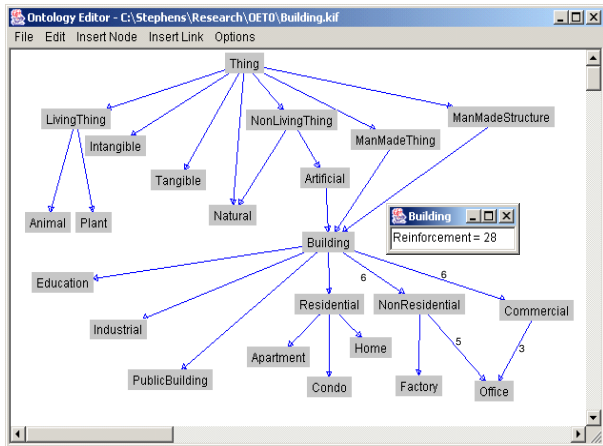 Ontology Editor - C:\Stephens\Research\OET0\Building.kif
File Edit Insert Node Insert Link Options
Thing
LivingThing
NonLivingThing
ManMadeStructure
Intangible
ManMadeThing
Tangible
Artificial
Animal
Plant
Natural
Building
Reinforcement = 28
Building
Education
6
6
Residential
NonResidential
Commercial
Industrial
5
3
Apartment
Home
PublicBuilding
Condo
Factory
Office